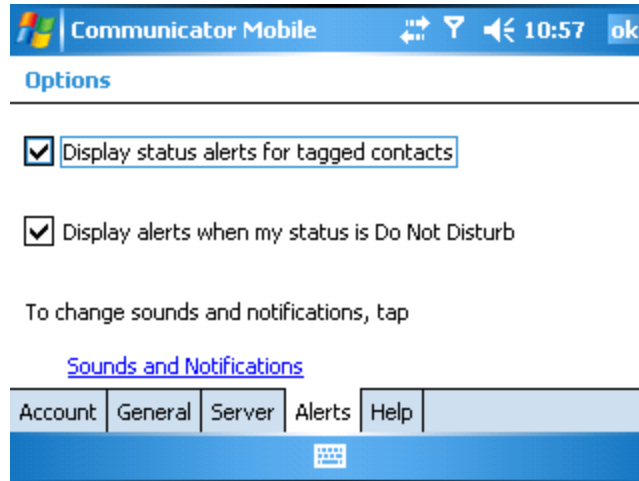 Communicator Mobile 10:57 ok
Options
Display status alerts for tagged contacts
Display alerts when my status is Do Not Disturb
To change sounds and notifications, tap
Sounds and Notifications
Account General Server Alerts Help